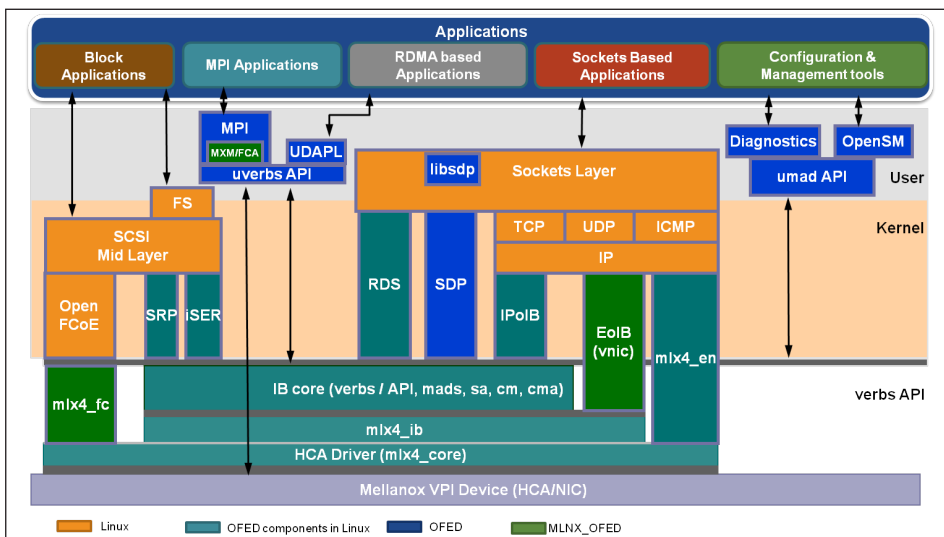 Applications
Block
Applications
MPI Applications
RDMA based
Applications
Sockets Based
Applications
Configuration &
Management tools
MPI
MXM/FCA
UDAPL
uverbs API
libsdp
Sockets Layer
Diagnostics
OpenSM
umad API
User
FS
Kernel
SCSI
Mid Layer
TCP
UDP
ICMP
IP
Open
FCoE
SRP
iSER
RDS
SDP
IPoIB
EoIB
(vnic)
mlx4_en
mlx4_fc
IB core (verbs / API, mads, sa, cm, cma)
verbs API
mlx4_ib
HCA Driver (mlx4_core)
Mellanox VPI Device (HCA/NIC)
Linux
OFED components in Linux
OFED
MLNX_OFED